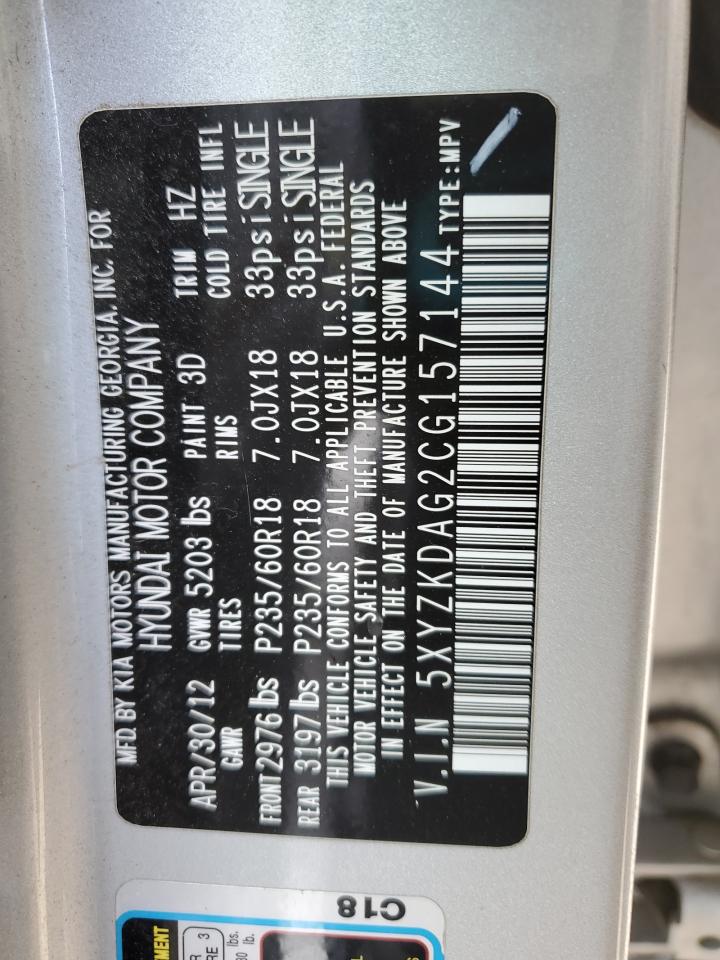 MFD BY KIA MOTORS MANUFACTURING GEORGIA, INC. FOR
HYUNDAI MOTOR COMPANY
APR/30/12 GVWR 5203 lbs PAINT 3D TRIM HZ
GAWR TIRES RIMS COLD TIRE INFL
FRONT 2976 lbs P235/60R18 7.0JX18 33psi SINGLE
REAR 3197 lbs P235/60R18 7.0JX18 33psi SINGLE
THIS VEHICLE CONFORMS TO ALL APPLICABLE U.S.A. FEDERAL
MOTOR VEHICLE SAFETY AND THEFT PREVENTION STANDARDS
IN EFFECT ON THE DATE OF MANUFACTURE SHOWN ABOVE
V.I.N 5XYZKDAG2CG157144 TYPE:MPV
C18
lbs.
lb.